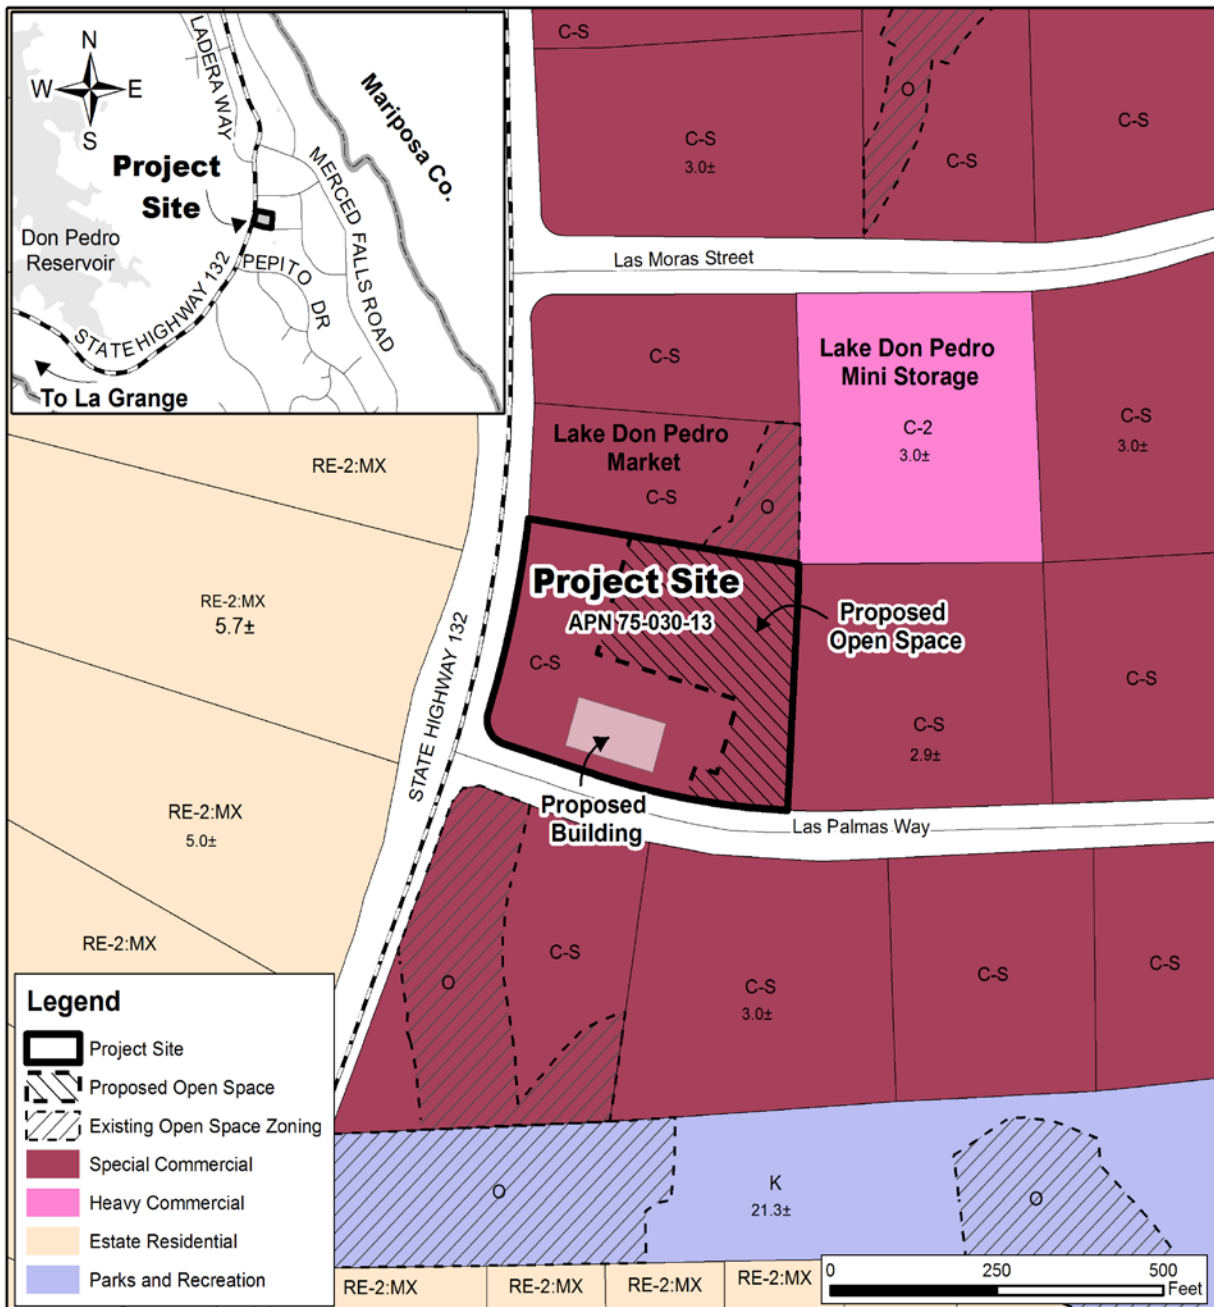 N
W
E
S
LADERA WAY
Mariposa Co.
Project
Site
MERCED FALLS ROAD
Don Pedro
Reservoir
PEPITO DR
STATE HIGHWAY 132
To La Grange
C-S
O
C-S
3.0±
C-S
C-S
Las Moras Street
C-S
Lake Don Pedro
Mini Storage
C-2
3.0±
C-S
3.0±
Lake Don Pedro
Market
C-S
O
RE-2:MX
RE-2:MX
5.7±
Project Site
APN 75-030-13
C-S
Proposed
Open Space
C-S
2.9±
C-S
STATE HIGHWAY 132
RE-2:MX
5.0±
Proposed
Building
Las Palmas Way
RE-2:MX
O
C-S
C-S
3.0±
C-S
C-S
Legend
Project Site
Proposed Open Space
Existing Open Space Zoning
Special Commercial
Heavy Commercial
Estate Residential
Parks and Recreation
O
K
21.3±
O
RE-2:MX
RE-2:MX
RE-2:MX
RE-2:MX
0
250
500
Feet